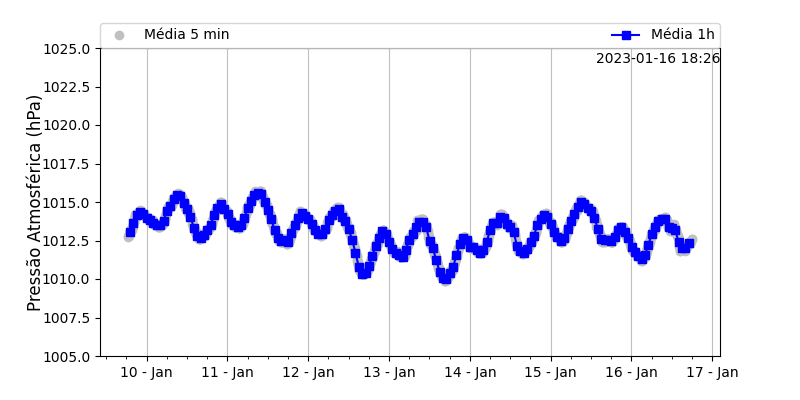 Média 5 min
Média 1h
2023-01-16 18:26
Pressão Atmosférica (hPa)
1025.0
1022.5
1020.0
1017.5
1015.0
1012.5
1010.0
1007.5
1005.0
10 - Jan
11 - Jan
12 - Jan
13 - Jan
14 - Jan
15 - Jan
16 - Jan
17 - Jan